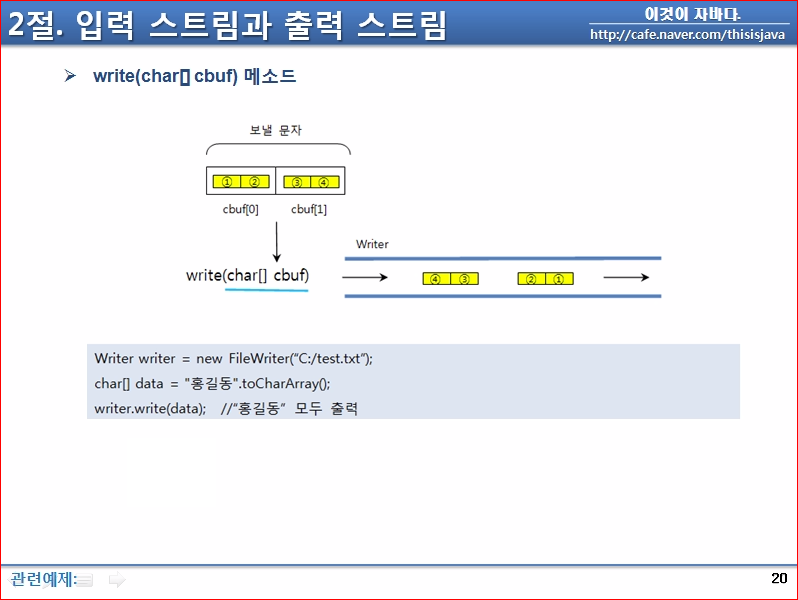 2절. 입력 스트림과 출력 스트림
이것이 자바다.
http://cafe.naver.com/thisisjava
write(char[] cbuf) 메소드
보낼 문자
① ② ③ ④
cbuf[0] cbuf[1]
Writer
write(char[] cbuf)
④ ③ ② ①
Writer writer = new FileWriter(“C:/test.txt”);
char[] data = "홍길동".toCharArray();
writer.write(data); //“홍길동” 모두 출력
관련예제:
20